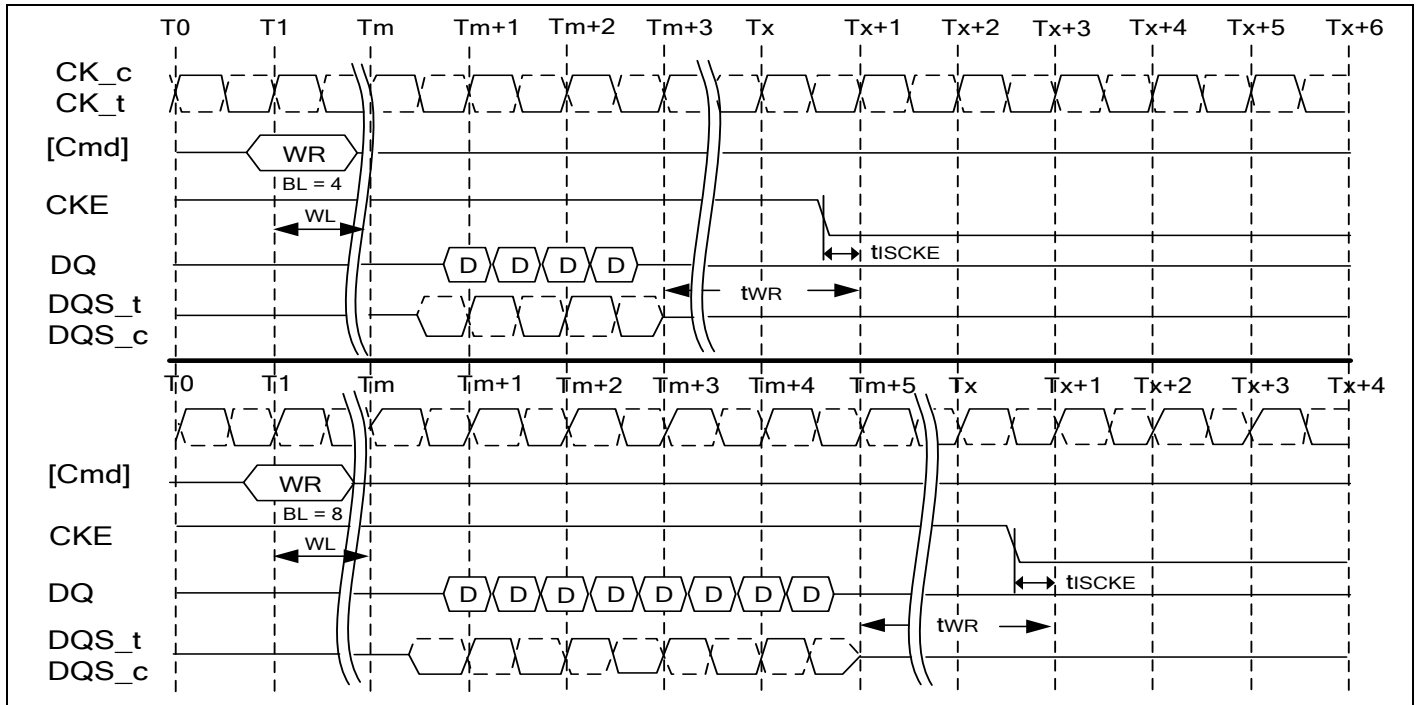 T0 T1 Tm Tm+1 Tm+2 Tm+3 Tx Tx+1 Tx+2 Tx+3 Tx+4 Tx+5 Tx+6
CK_c
CK_t
[Cmd] WR
BL = 4
CKE
WL
tISCKE
DQ D D D D
tWR
DQS_t
DQS_c
T0 T1 Tm Tm+1 Tm+2 Tm+3 Tm+4 Tm+5 Tx Tx+1 Tx+2 Tx+3 Tx+4
[Cmd] WR
BL = 8
CKE
WL
tISCKE
DQ D D D D D D D D
tWR
DQS_t
DQS_c